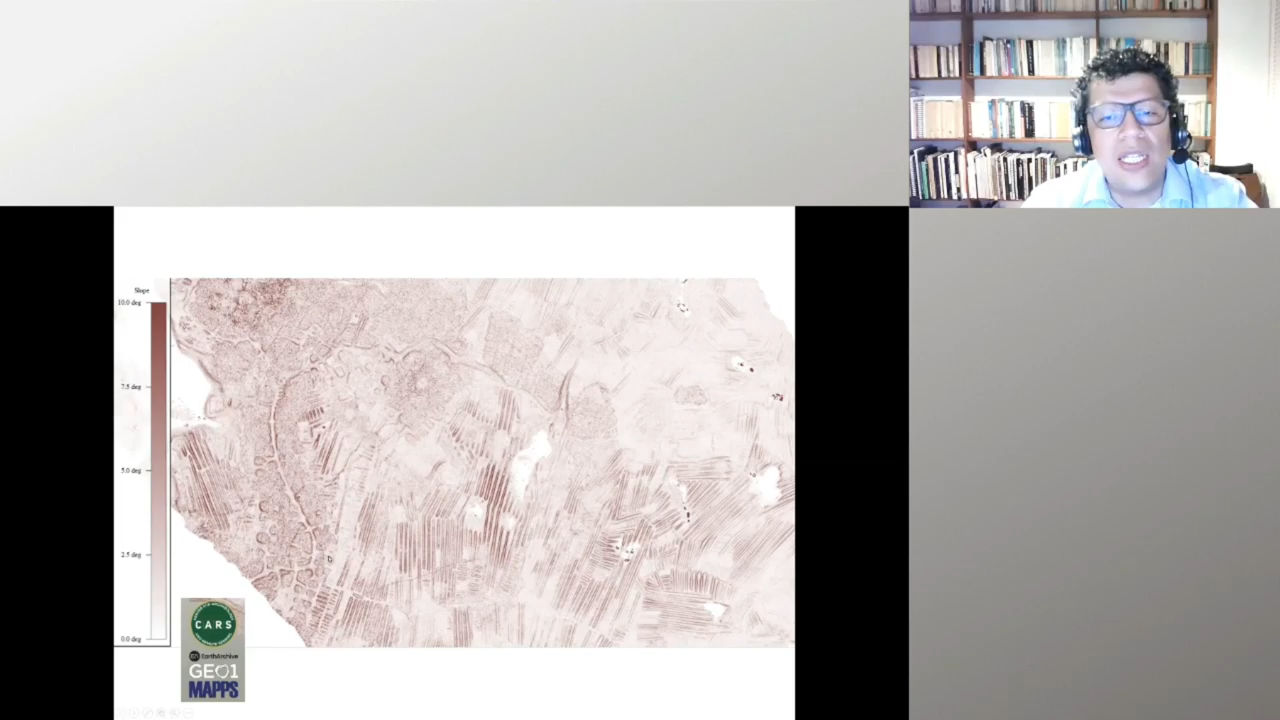 Slope
10.0 deg
7.5 deg
5.0 deg
2.5 deg
0.0 deg
CARS
EarthArchive
GEO1
MAPPS